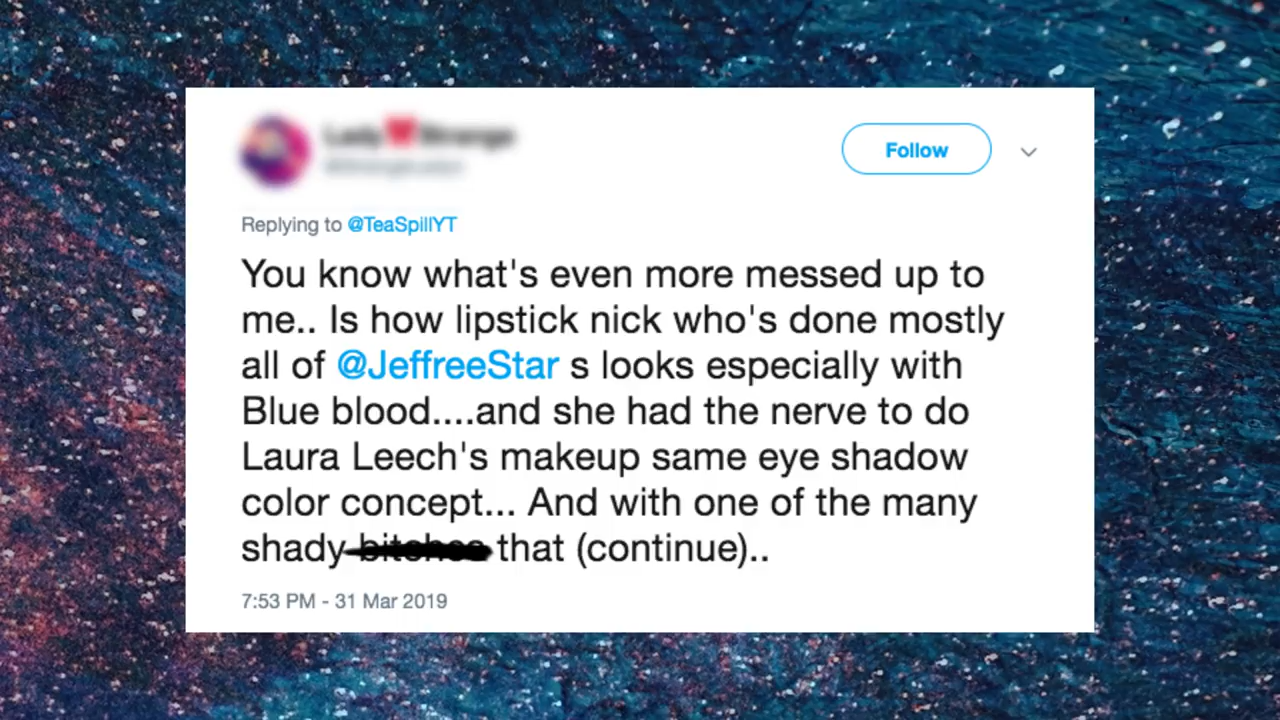 Follow
Replying to @TeaSpillYT
You know what's even more messed up to
me.. Is how lipstick nick who's done mostly
all of @JeffreeStar s looks especially with
Blue blood....and she had the nerve to do
Laura Leech's makeup same eye shadow
color concept... And with one of the many
shady that (continue)..
7:53 PM - 31 Mar 2019